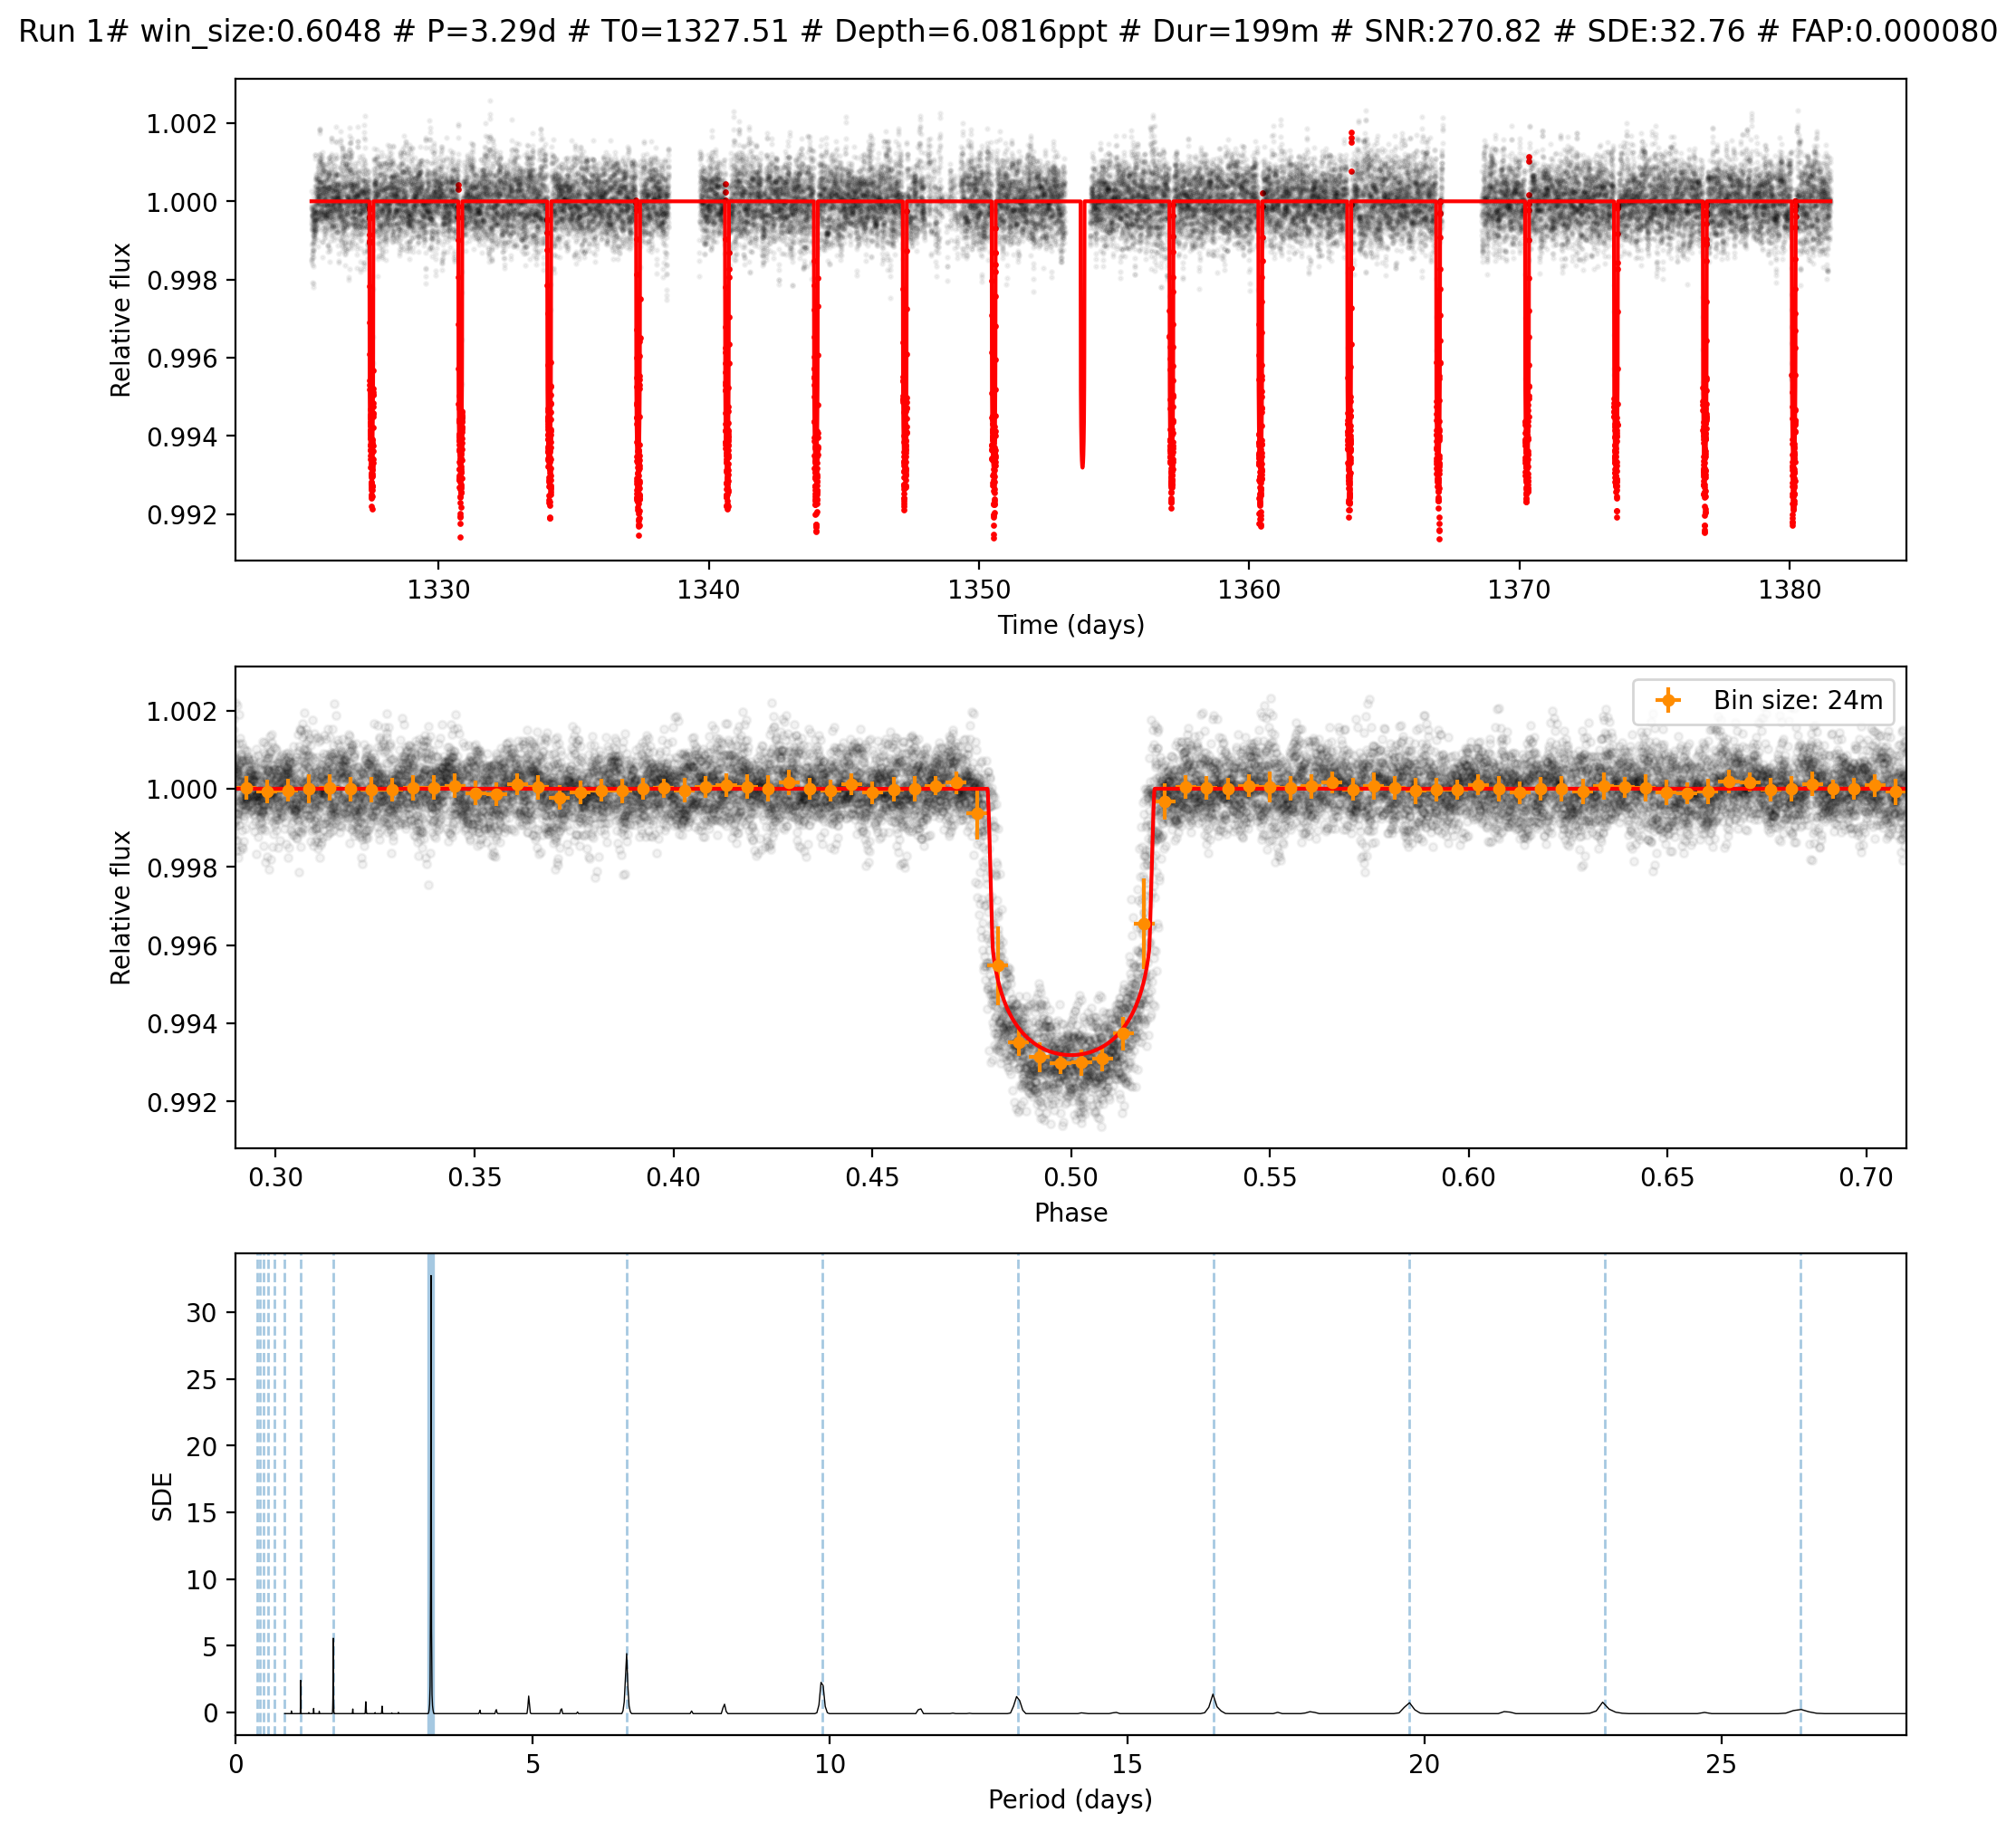 Run 1# win_size:0.6048 # P=3.29d # T0=1327.51 # Depth=6.0816ppt # Dur=199m # SNR:270.82 # SDE:32.76 # FAP:0.000080
1.002
1.000
0.998
0.996
0.994
0.992
Relative flux
1330 1340 1350 1360 1370 1380
Time (days)
Bin size: 24m
1.002
1.000
0.998
0.996
0.994
0.992
Relative flux
0.30 0.35 0.40 0.45 0.50 0.55 0.60 0.65 0.70
Phase
30
25
20
15
10
5
0
SDE
0 5 10 15 20 25
Period (days)